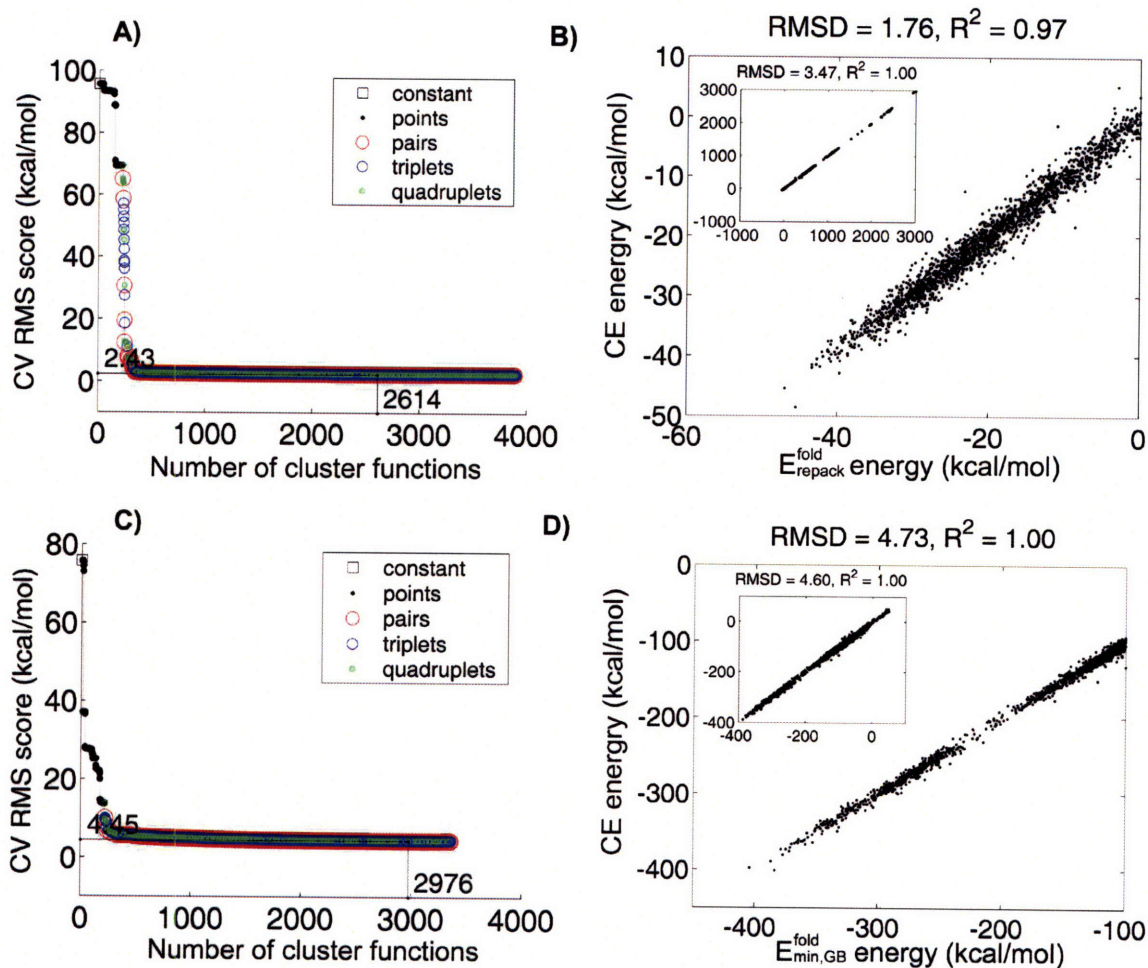 A)
CV RMS score (kcal/mol)
100
80
60
40
20
0
constant
points
pairs
triplets
quadruplets
2.43
2614
0 1000 2000 3000 4000
Number of cluster functions
B)
RMSD = 1.76, R² = 0.97
CE energry (kcal/mol)
10
0
-10
-20
-30
-40
-50
RMSD = 3.47, R² = 1.00
3000
2000
1000
0
-1000
-1000 0 1000 2000 3000
-60 -40 -20 0
E^fold_repack energy (kcal/mol)
C)
CV RMS score (kcal/mol)
80
60
40
20
0
constant
points
pairs
triplets
quadruplets
4.45
2976
0 1000 2000 3000 4000
Number of cluster functions
D)
RMSD = 4.73, R² = 1.00
CE energry (kcal/mol)
0
-100
-200
-300
-400
RMSD = 4.60, R² = 1.00
0
-200
-400
-400 -200 0
-400 -300 -200 -100
E^fold_min,GB energy (kcal/mol)